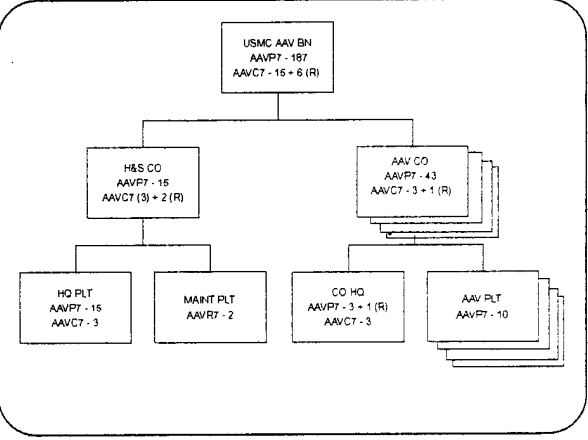 USMC AAV BN
AAVP7 - 187
AAVC7 - 15 + 6 (R)
H&S CO
AAVP7 - 15
AAVC7 (3) + 2 (R)
AAV CO
AAVP7 - 43
AAVC7 - 3 + 1 (R)
HQ PLT
AAVP7 - 15
AAVC7 - 3
MAINT PLT
AAVR7 - 2
CO HQ
AAVP7 - 3 + 1 (R)
AAVC7 - 3
AAV PLT
AAVP7 - 10